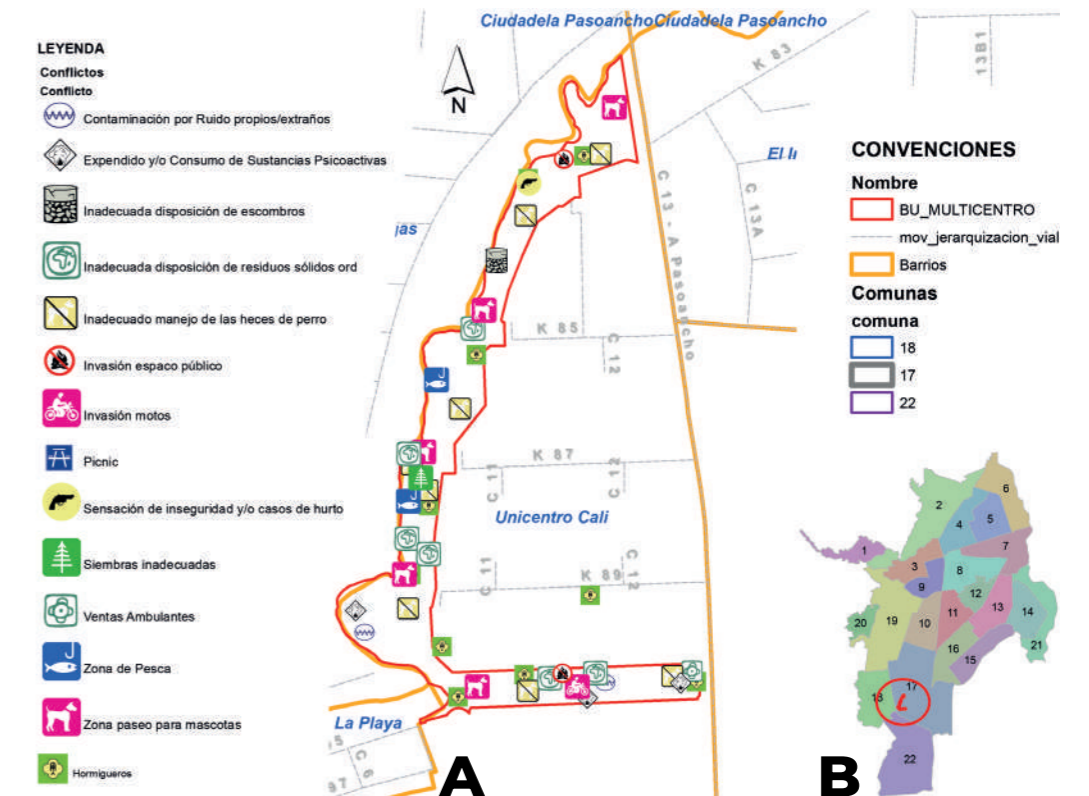 LEYENDA
Conflictos
Conflicto
Contaminación por Ruido propios/extraños
Expendido y/o Consumo de Sustancias Psicoactivas
Inadecuada disposición de escombros
Inadecuada disposición de residuos sólidos ord
Inadecuado manejo de las heces de perro
Invasión espaco público
Invasión motos
Picnic
Sensación de inseguridad y/o casos de hurto
Siembras inadecuadas
Ventas Ambulantes
Zona de Pesca
Zona paseo para mascotas
Hormigueros
Ciudadela PasoanchoCiudadela Pasoancho
N
K 83
13B1
El
jas
C 13 - A Pasoancho
C 13A
K 85
C 12
K 87
C 11
C 12
Unicentro Cali
C 11
K 89
C 12
La Playa
C 6
97
A
CONVENCIONES
Nombre
BU_MULTICENTRO
mov_jerarquizacion_vial
Barrios
Comunas
comuna
18
17
22
6
2
4
5
1
3
7
8
9
12
11
13
14
20
19
10
16
15
21
17
18
L
22
B